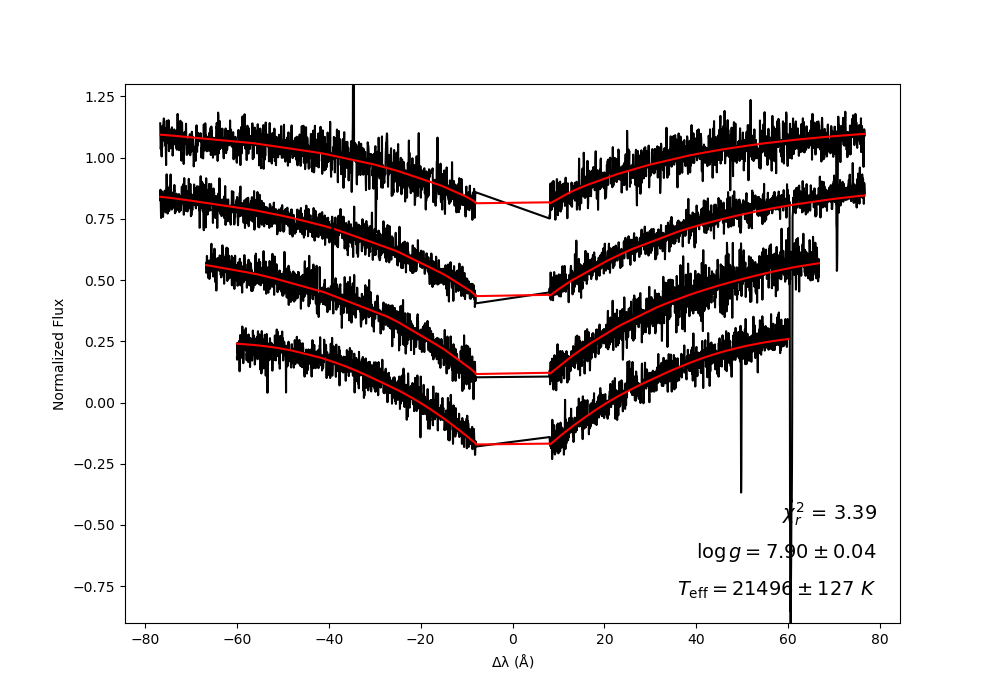 1.25
1.00
0.75
0.50
0.25
0.00
−0.25
−0.50
−0.75
Normalized Flux
χ²ᵣ = 3.39
log g = 7.90 ± 0.04
T_eff = 21496 ± 127 K
−80 −60 −40 −20 0 20 40 60 80
Δλ (Å)